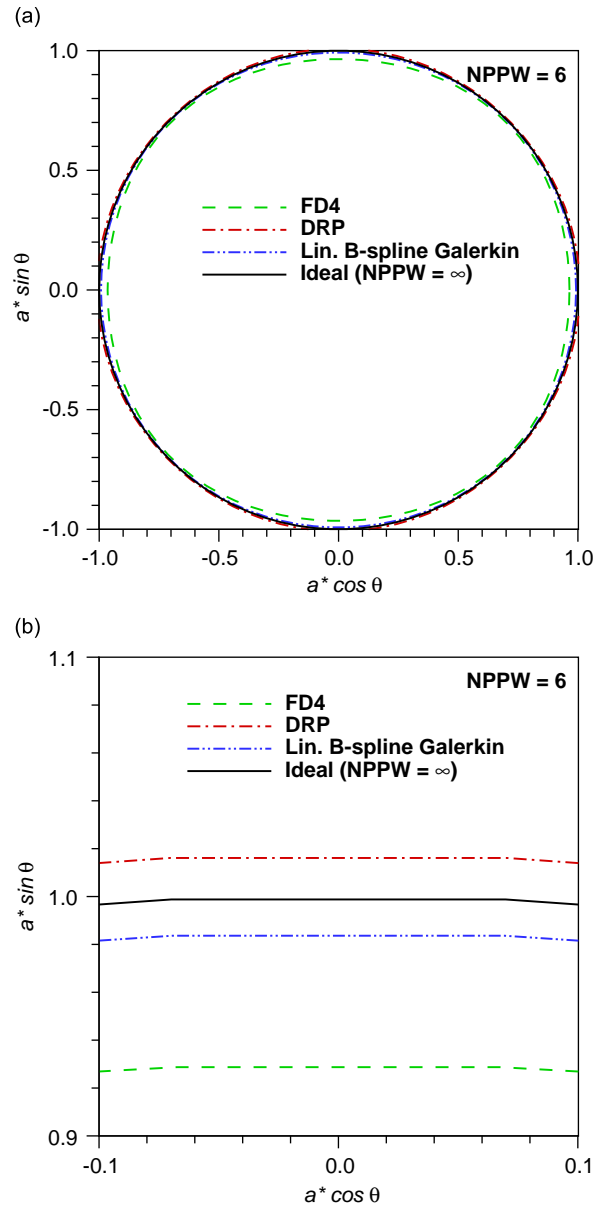 (a)
NPPW = 6
1.0
0.5
0.0
-0.5
-1.0
a* sin θ
FD4
DRP
Lin. B-spline Galerkin
Ideal (NPPW = ∞)
-1.0 -0.5 0.0 0.5 1.0
a* cos θ
(b)
NPPW = 6
1.1
1.0
0.9
a* sin θ
FD4
DRP
Lin. B-spline Galerkin
Ideal (NPPW = ∞)
-0.1 0.0 0.1
a* cos θ